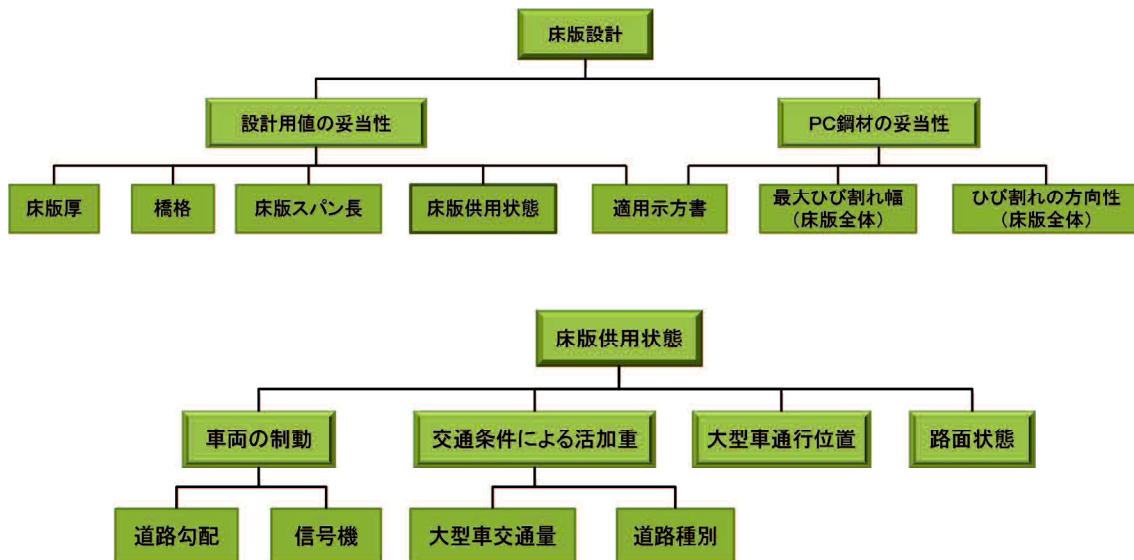 床版設計
設計用値の妥当性
PC鋼材の妥当性
床版厚
橋格
床版スパン長
床版供用状態
適用示方書
最大ひび割れ幅
(床版全体)
ひび割れの方向性
(床版全体)
床版供用状態
車両の制動
交通条件による活加重
大型車通行位置
路面状態
道路勾配
信号機
大型車交通量
道路種別